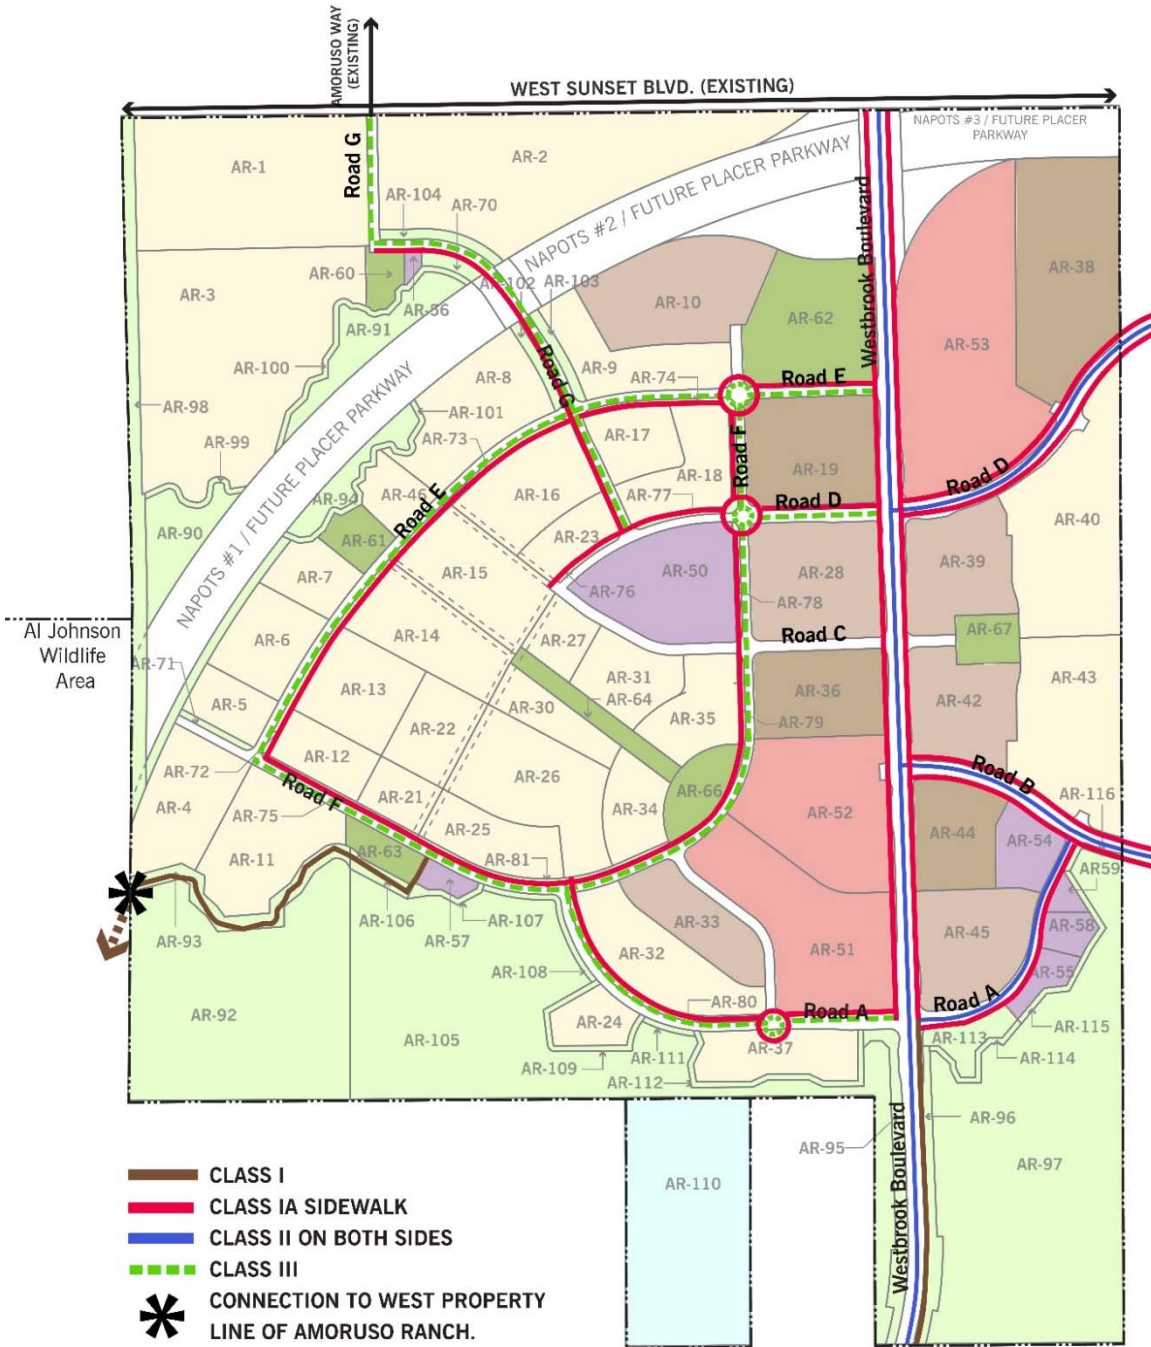 AMORUSO WAY
(EXISTING)
WEST SUNSET BLVD. (EXISTING)
NAPOTS #3 / FUTURE PLACER
PARKWAY
Road G
AR-1
AR-2
NAPOTS #2 / FUTURE PLACER PARKWAY
Westbrook Boulevard
AR-104
AR-70
AR-60
AR-56
AR-102
AR-103
AR-38
AR-3
AR-91
AR-10
AR-62
AR-53
AR-100
AR-8
Road G
AR-9
AR-74
Road E
AR-98
AR-101
AR-73
AR-17
Road F
AR-99
NAPOTS #1 / FUTURE PLACER PARKWAY
AR-94
AR-46
Road E
AR-16
AR-18
AR-19
Road D
AR-77
Road D
AR-90
AR-61
AR-23
AR-40
AR-7
AR-15
AR-76
AR-50
AR-28
AR-39
AR-78
Al Johnson
Wildlife
Area
AR-6
AR-14
AR-27
Road C
AR-67
AR-71
AR-5
AR-13
AR-31
AR-64
AR-36
AR-43
AR-42
AR-22
AR-30
AR-35
AR-79
AR-72
AR-12
AR-26
AR-66
Road B
AR-4
Road F
AR-21
AR-34
AR-52
AR-116
AR-75
AR-25
AR-44
AR-54
AR-11
AR-63
AR-81
AR59
AR-106
AR-107
AR-57
AR-33
AR-58
AR-93
AR-32
AR-51
AR-45
AR-108
AR-55
AR-92
AR-80
Road A
Road A
AR-24
AR-105
AR-115
AR-113
AR-37
AR-111
AR-114
AR-109
AR-112
AR-96
AR-95
Westbrook Boulevard
AR-97
AR-110
CLASS I
CLASS IA SIDEWALK
CLASS II ON BOTH SIDES
CLASS III
CONNECTION TO WEST PROPERTY
LINE OF AMORUSO RANCH.